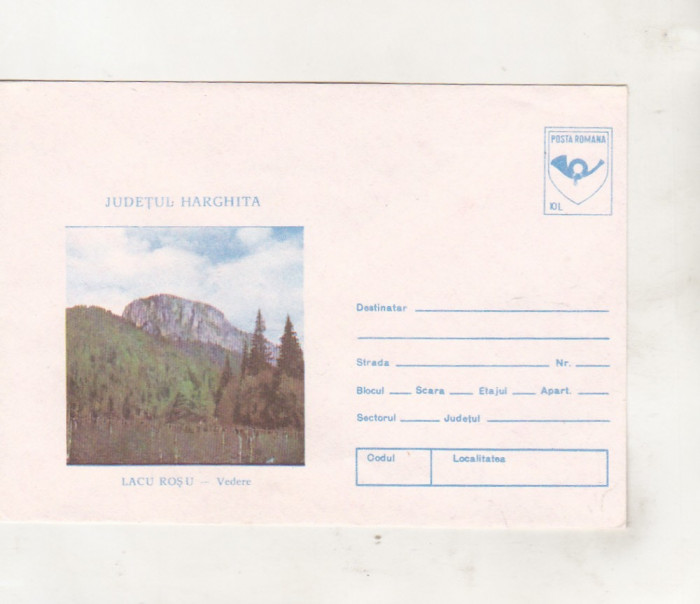 POSTA ROMANA
10 L
JUDEȚUL HARGHITA
LACU ROȘU — Vedere
Destinatar
Strada Nr.
Blocul Scara Etajul Apart.
Sectorul Județul
Codul Localitatea